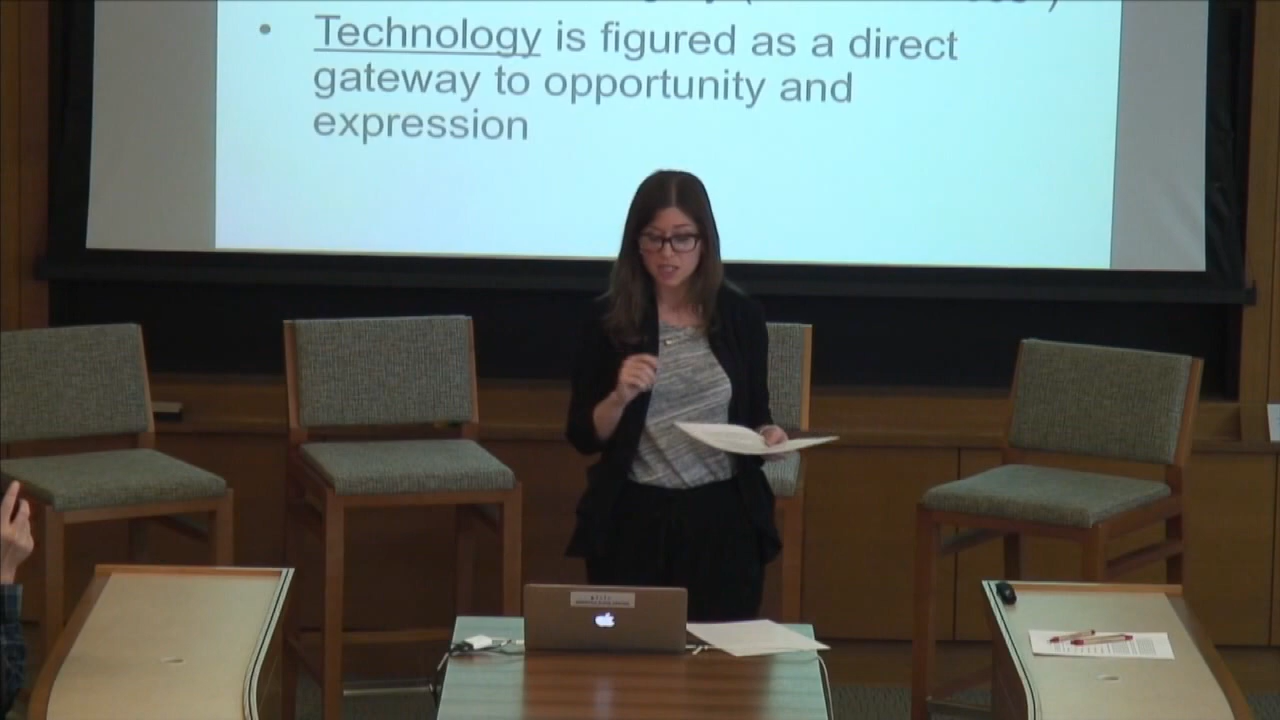 • Technology is figured as a direct
gateway to opportunity and
expression